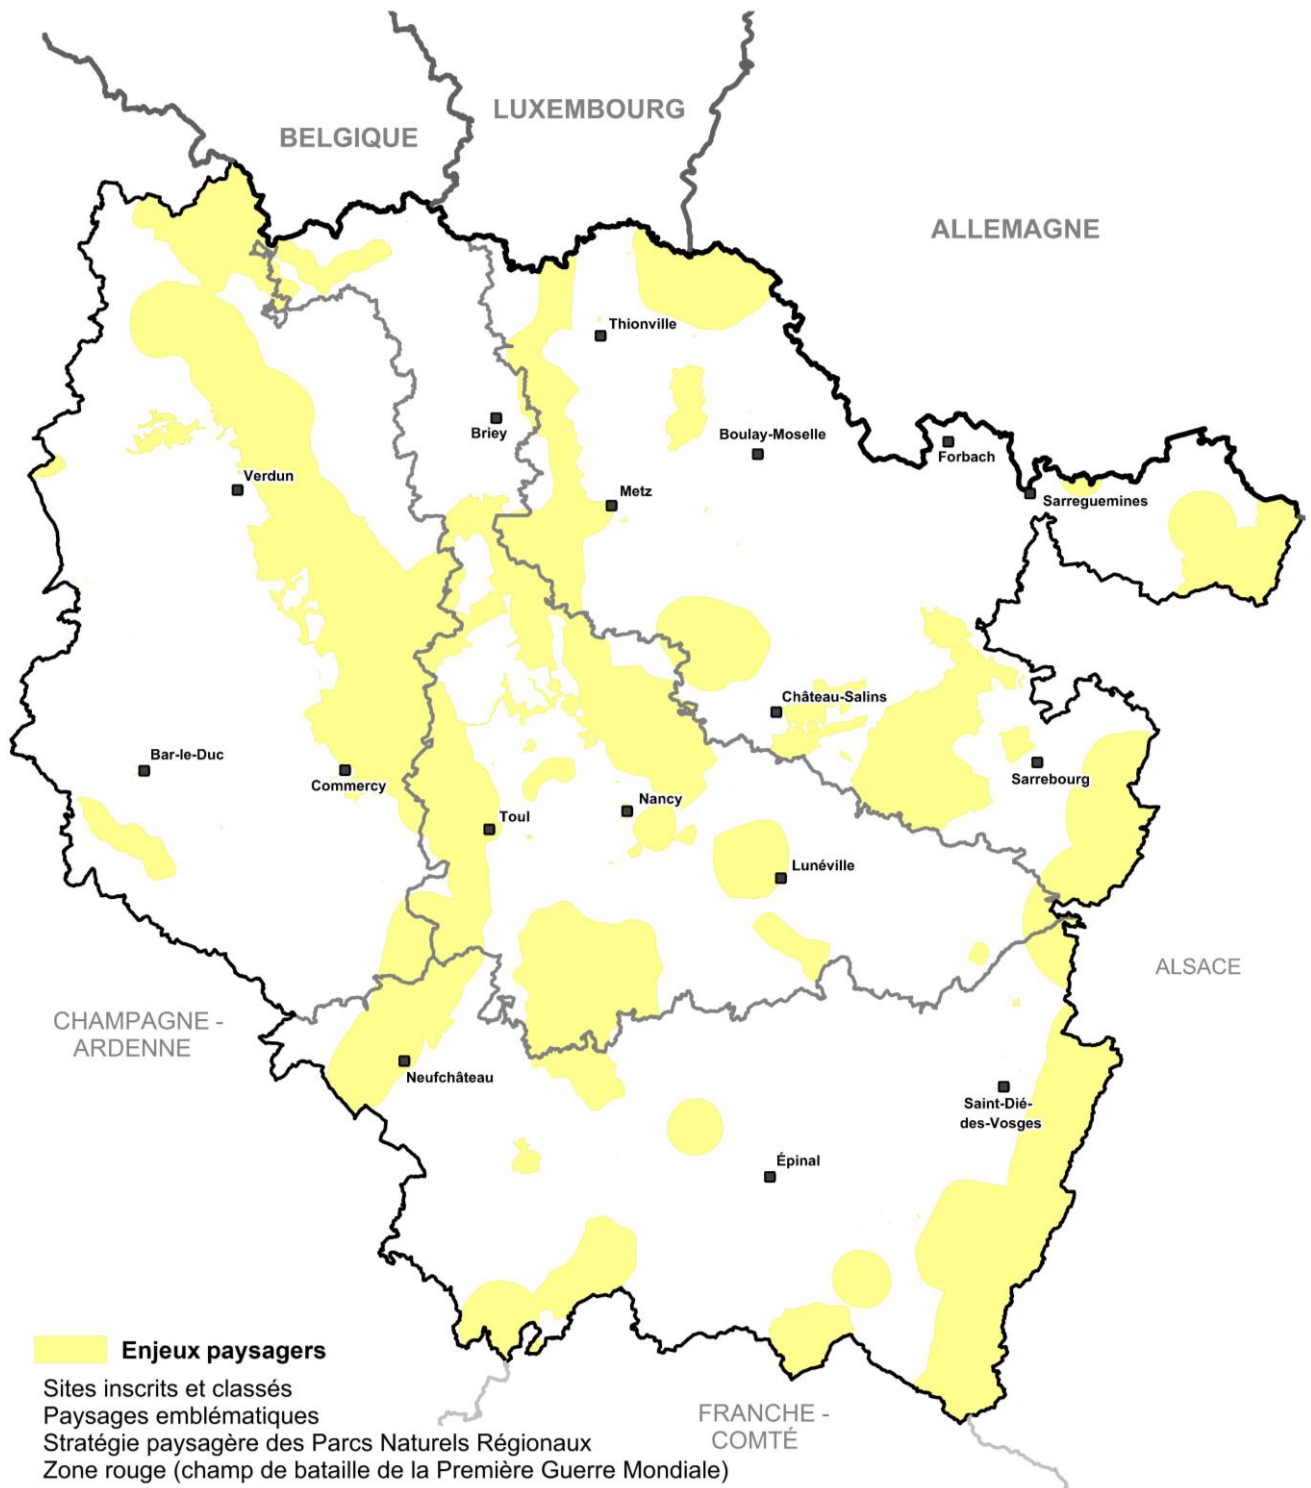 LUXEMBOURG
BELGIQUE
ALLEMAGNE
Thionville
Briey
Boulay-Moselle
Forbach
Verdun
Metz
Sarreguemines
Château-Salins
Bar-le-Duc
Commercy
Sarrebourg
Nancy
Toul
Lunéville
ALSACE
CHAMPAGNE -
ARDENNE
Neufchâteau
Saint-Dié-
des-Vosges
Épinal
Enjeux paysagers
Sites inscrits et classés
Paysages emblématiques
Stratégie paysagère des Parcs Naturels Régionaux
Zone rouge (champ de bataille de la Première Guerre Mondiale)
FRANCHE -
COMTÉ